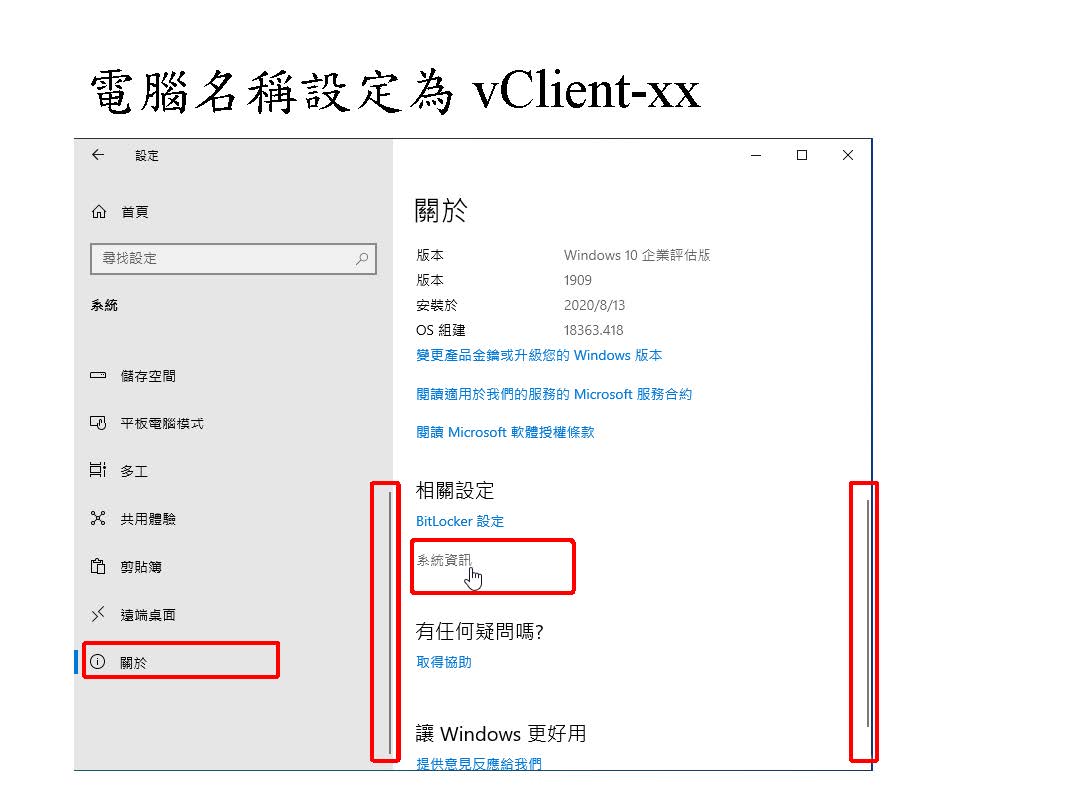 電腦名稱設定為 vClient-xx
設定
首頁
尋找設定
系統
儲存空間
平板電腦模式
多工
共用體驗
剪貼簿
遠端桌面
關於
關於
版本 Windows 10 企業評估版
版本 1909
安裝於 2020/8/13
OS 組建 18363.418
變更產品金鑰或升級您的 Windows 版本
閱讀適用於我們的服務的 Microsoft 服務合約
閱讀 Microsoft 軟體授權條款
相關設定
BitLocker 設定
系統資訊
有任何疑問嗎?
取得協助
讓 Windows 更好用
提供意見反應給我們